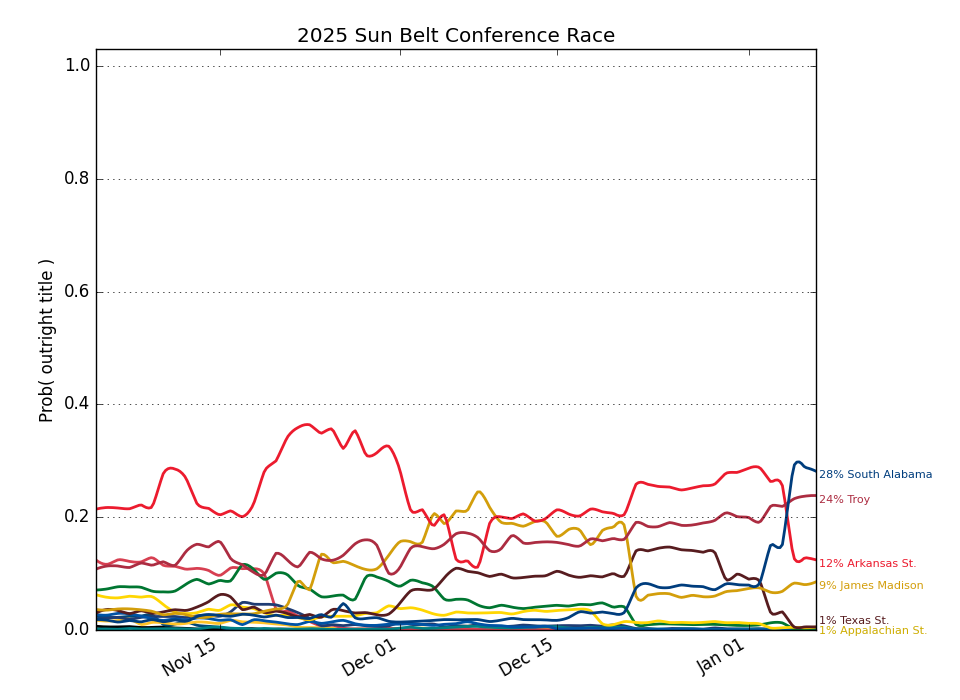 2025 Sun Belt Conference Race
Prob( outright title )
1.0
0.8
0.6
0.4
0.2
0.0
Nov 15
Dec 01
Dec 15
Jan 01
28% South Alabama
24% Troy
12% Arkansas St.
9% James Madison
1% Texas St.
1% Appalachian St.